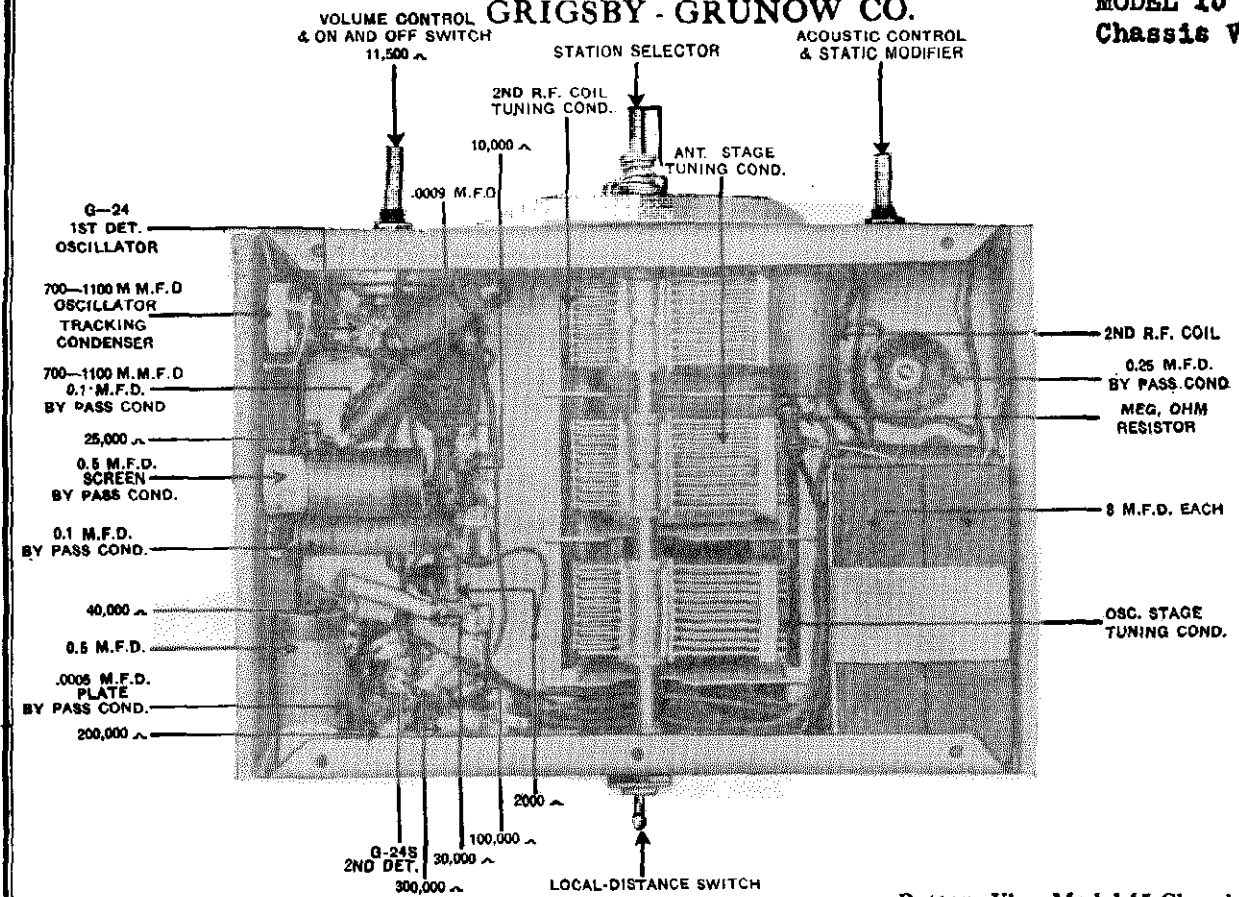 GRIGSBY - GRUNOW CO.
MODEL 15
Chassis
VOLUME CONTROL
& ON AND OFF SWITCH
11,500 ⌢
STATION SELECTOR
ACOUSTIC CONTROL
& STATIC MODIFIER
2ND R.F. COIL
TUNING COND.
10,000 ⌢
ANT. STAGE
TUNING COND.
.0009 M.F.D
G—24
1ST DET.
OSCILLATOR
700—1100 M M.F.D
OSCILLATOR
TRACKING
CONDENSER
700—1100 M.M.F.D
0.1 M.F.D.
BY PASS COND
25,000 ⌢
0.5 M.F.D.
SCREEN
BY PASS COND.
0.1 M.F.D.
BY PASS COND.
40,000 ⌢
0.5 M.F.D.
.0005 M.F.D.
PLATE
BY PASS COND.
200,000 ⌢
2ND R.F. COIL
0.25 M.F.D.
BY PASS COND
MEG, OHM
RESISTOR
8 M.F.D. EACH
OSC. STAGE
TUNING COND.
2000 ⌢
100,000 ⌢
G-24S
2ND DET.
30,000 ⌢
300,000 ⌢
LOCAL-DISTANCE SWITCH